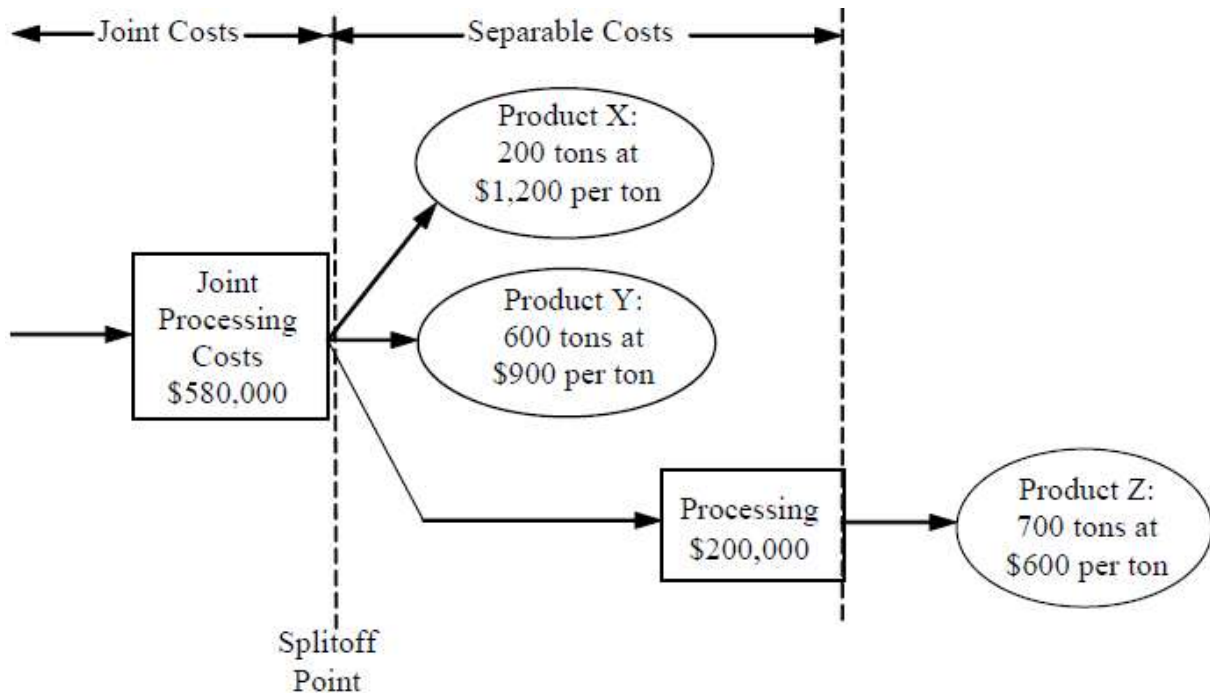 Joint Costs
Separable Costs
Product X:
200 tons at
$1,200 per ton
Joint
Processing
Costs
$580,000
Product Y:
600 tons at
$900 per ton
Processing
$200,000
Product Z:
700 tons at
$600 per ton
Splitoff
Point